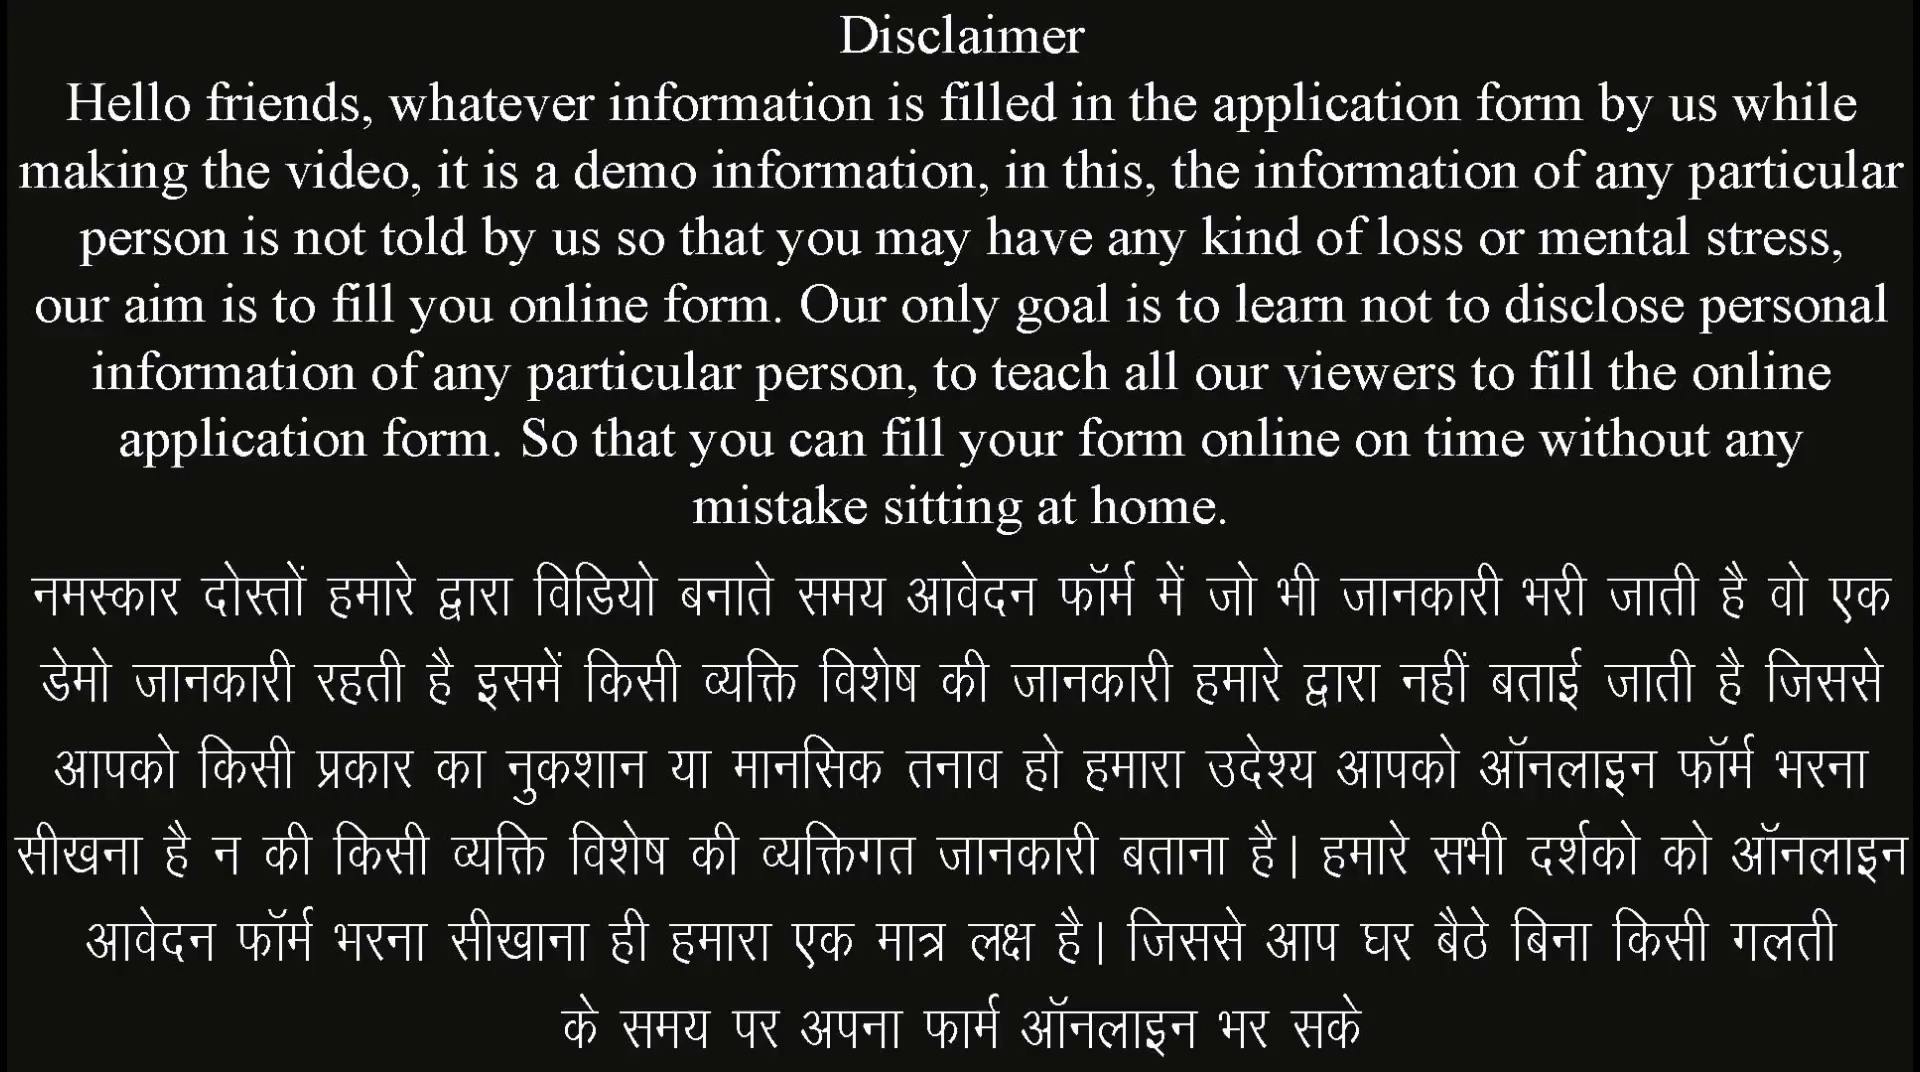 Disclaimer
Hello friends, whatever information is filled in the application form by us while
making the video, it is a demo information, in this, the information of any particular
person is not told by us so that you may have any kind of loss or mental stress,
our aim is to fill you online form. Our only goal is to learn not to disclose personal
information of any particular person, to teach all our viewers to fill the online
application form. So that you can fill your form online on time without any
mistake sitting at home.
नमस्कार दोस्तों हमारे द्वारा विडियो बनाते समय आवेदन फॉर्म में जो भी जानकारी भरी जाती है वो एक
डेमो जानकारी रहती है इसमें किसी व्यक्ति विशेष की जानकारी हमारे द्वारा नहीं बताई जाती है जिससे
आपको किसी प्रकार का नुकशान या मानसिक तनाव हो हमारा उदेश्य आपको ऑनलाइन फॉर्म भरना
सीखना है न की किसी व्यक्ति विशेष की व्यक्तिगत जानकारी बताना है| हमारे सभी दर्शको को ऑनलाइन
आवेदन फॉर्म भरना सीखाना ही हमारा एक मात्र लक्ष है| जिससे आप घर बैठे बिना किसी गलती
के समय पर अपना फार्म ऑनलाइन भर सके